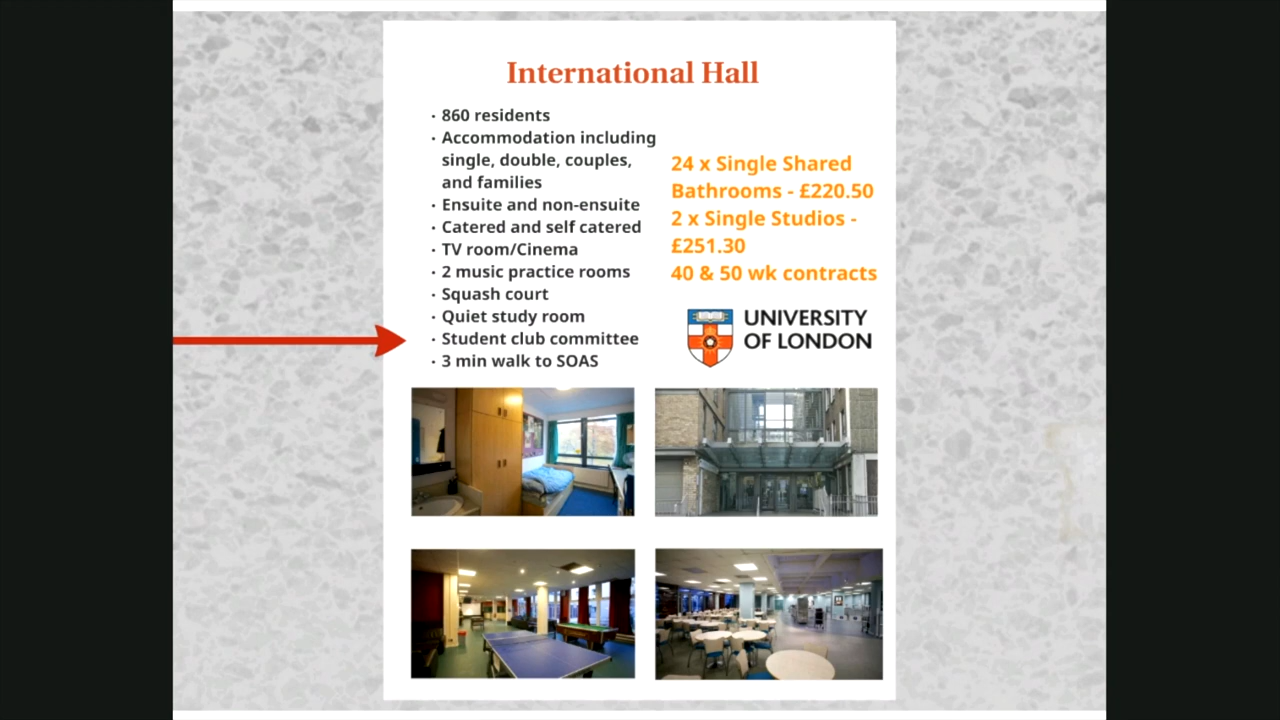 International Hall
· 860 residents
· Accommodation including
single, double, couples,
and families
· Ensuite and non-ensuite
· Catered and self catered
· TV room/Cinema
· 2 music practice rooms
· Squash court
· Quiet study room
· Student club committee
· 3 min walk to SOAS
24 x Single Shared
Bathrooms - £220.50
2 x Single Studios -
£251.30
40 & 50 wk contracts
UNIVERSITY
OF LONDON